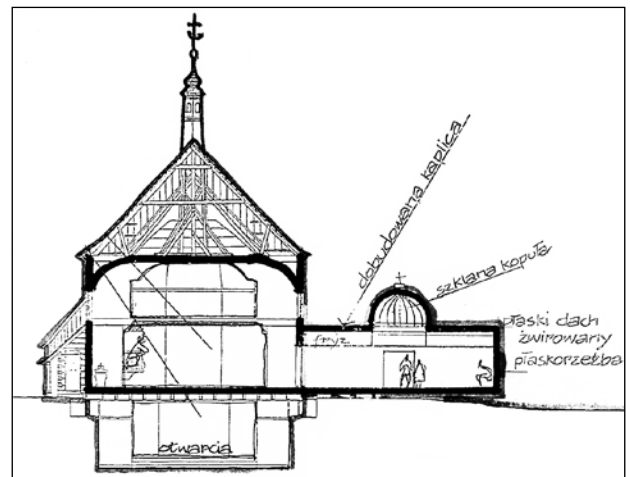 dobudowana kaplica
szklana kopuła
płaski dach
żwirowany
płaskorzeźba
fryz
otwarcia